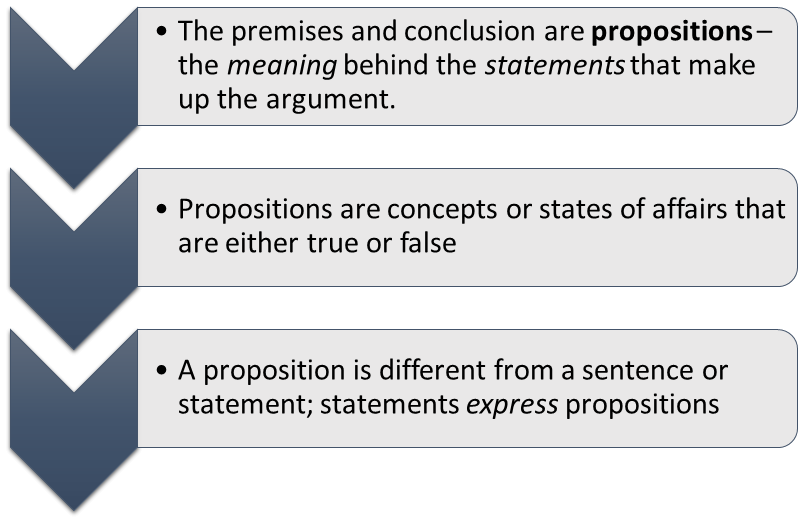 • The premises and conclusion are propositions –
the meaning behind the statements that make
up the argument.
• Propositions are concepts or states of affairs that
are either true or false
• A proposition is different from a sentence or
statement; statements express propositions